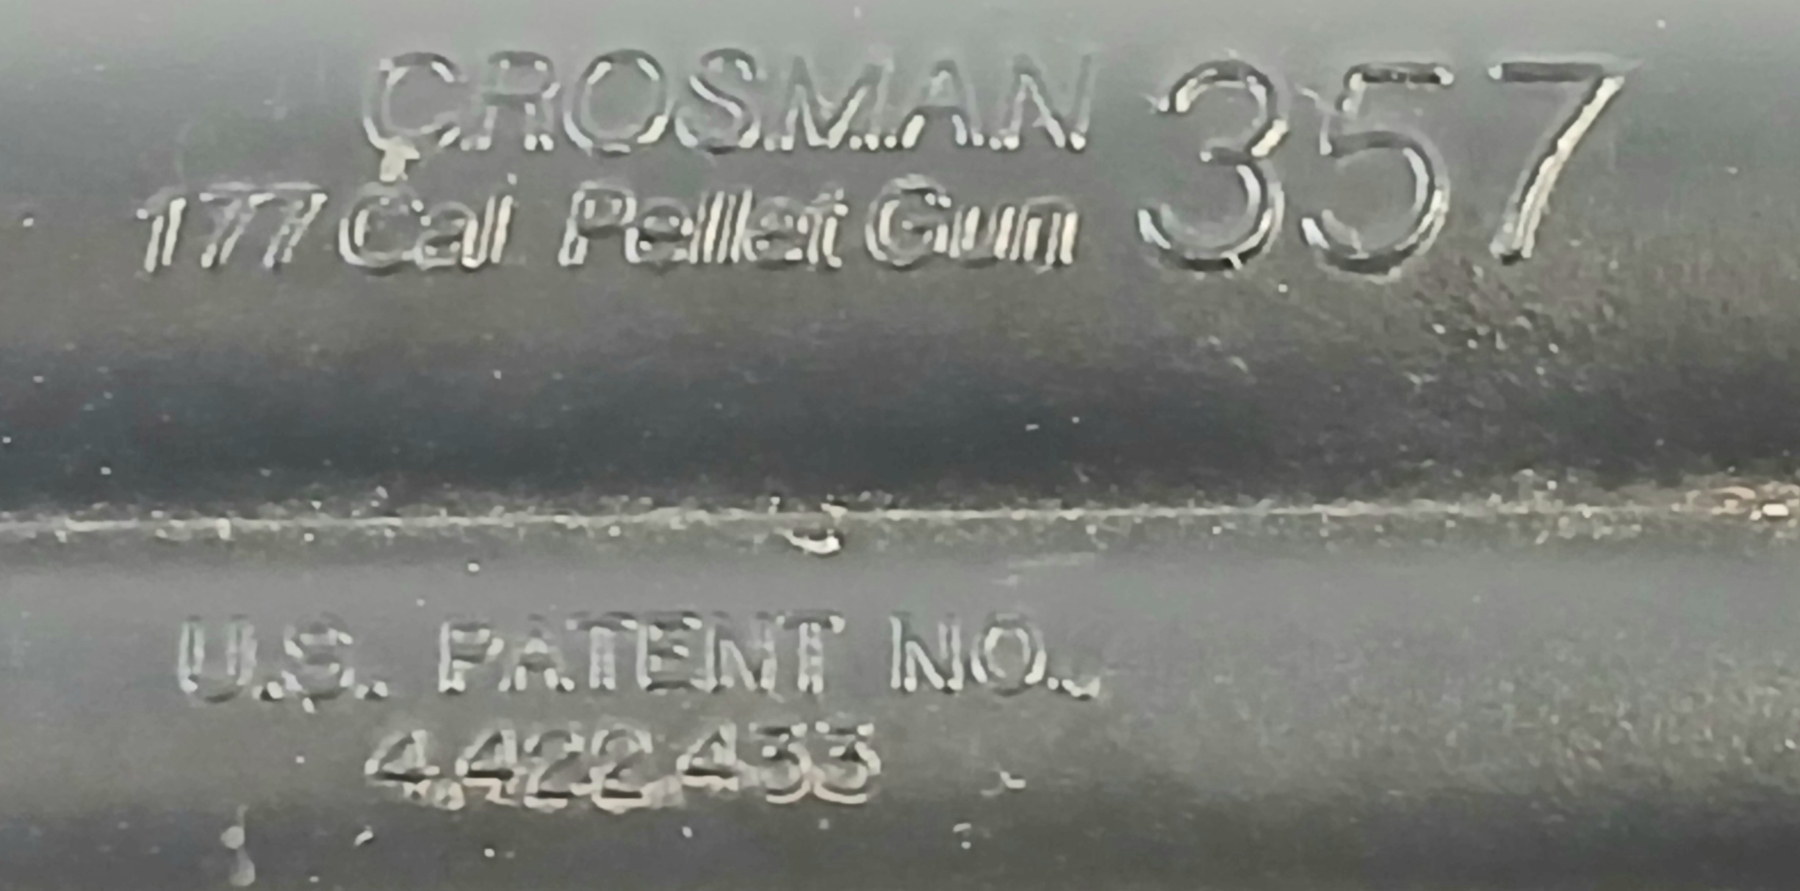 CROSMAN 357
177 Cal Pellet Gun
U.S. PATENT NO.
4,422,433